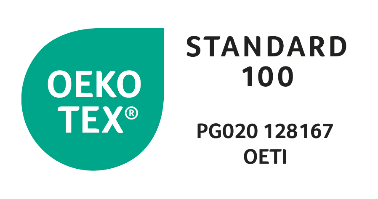 OEKO
TEX®
STANDARD
100
PG020 128167
OETI